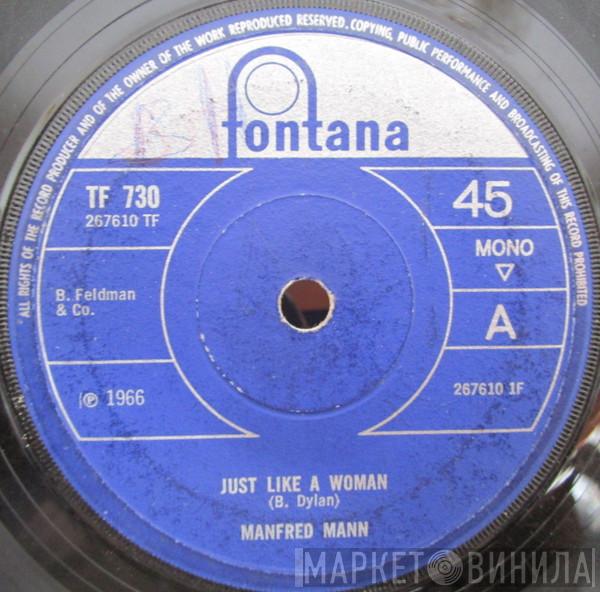 ALL RIGHTS OF THE RECORD PRODUCER AND OF THE OWNER OF THE WORK REPRODUCED RESERVED. COPYING, PUBLIC PERFORMANCE AND BROADCASTING OF THIS RECORD PROHIBITED.
fontana
TF 730
267610 TF
45
MONO
B. Feldman
& Co.
A
℗ 1966
267610 1F
JUST LIKE A WOMAN
(B. Dylan)
MANFRED MANN
МАРКЕТ ВИНИЛА